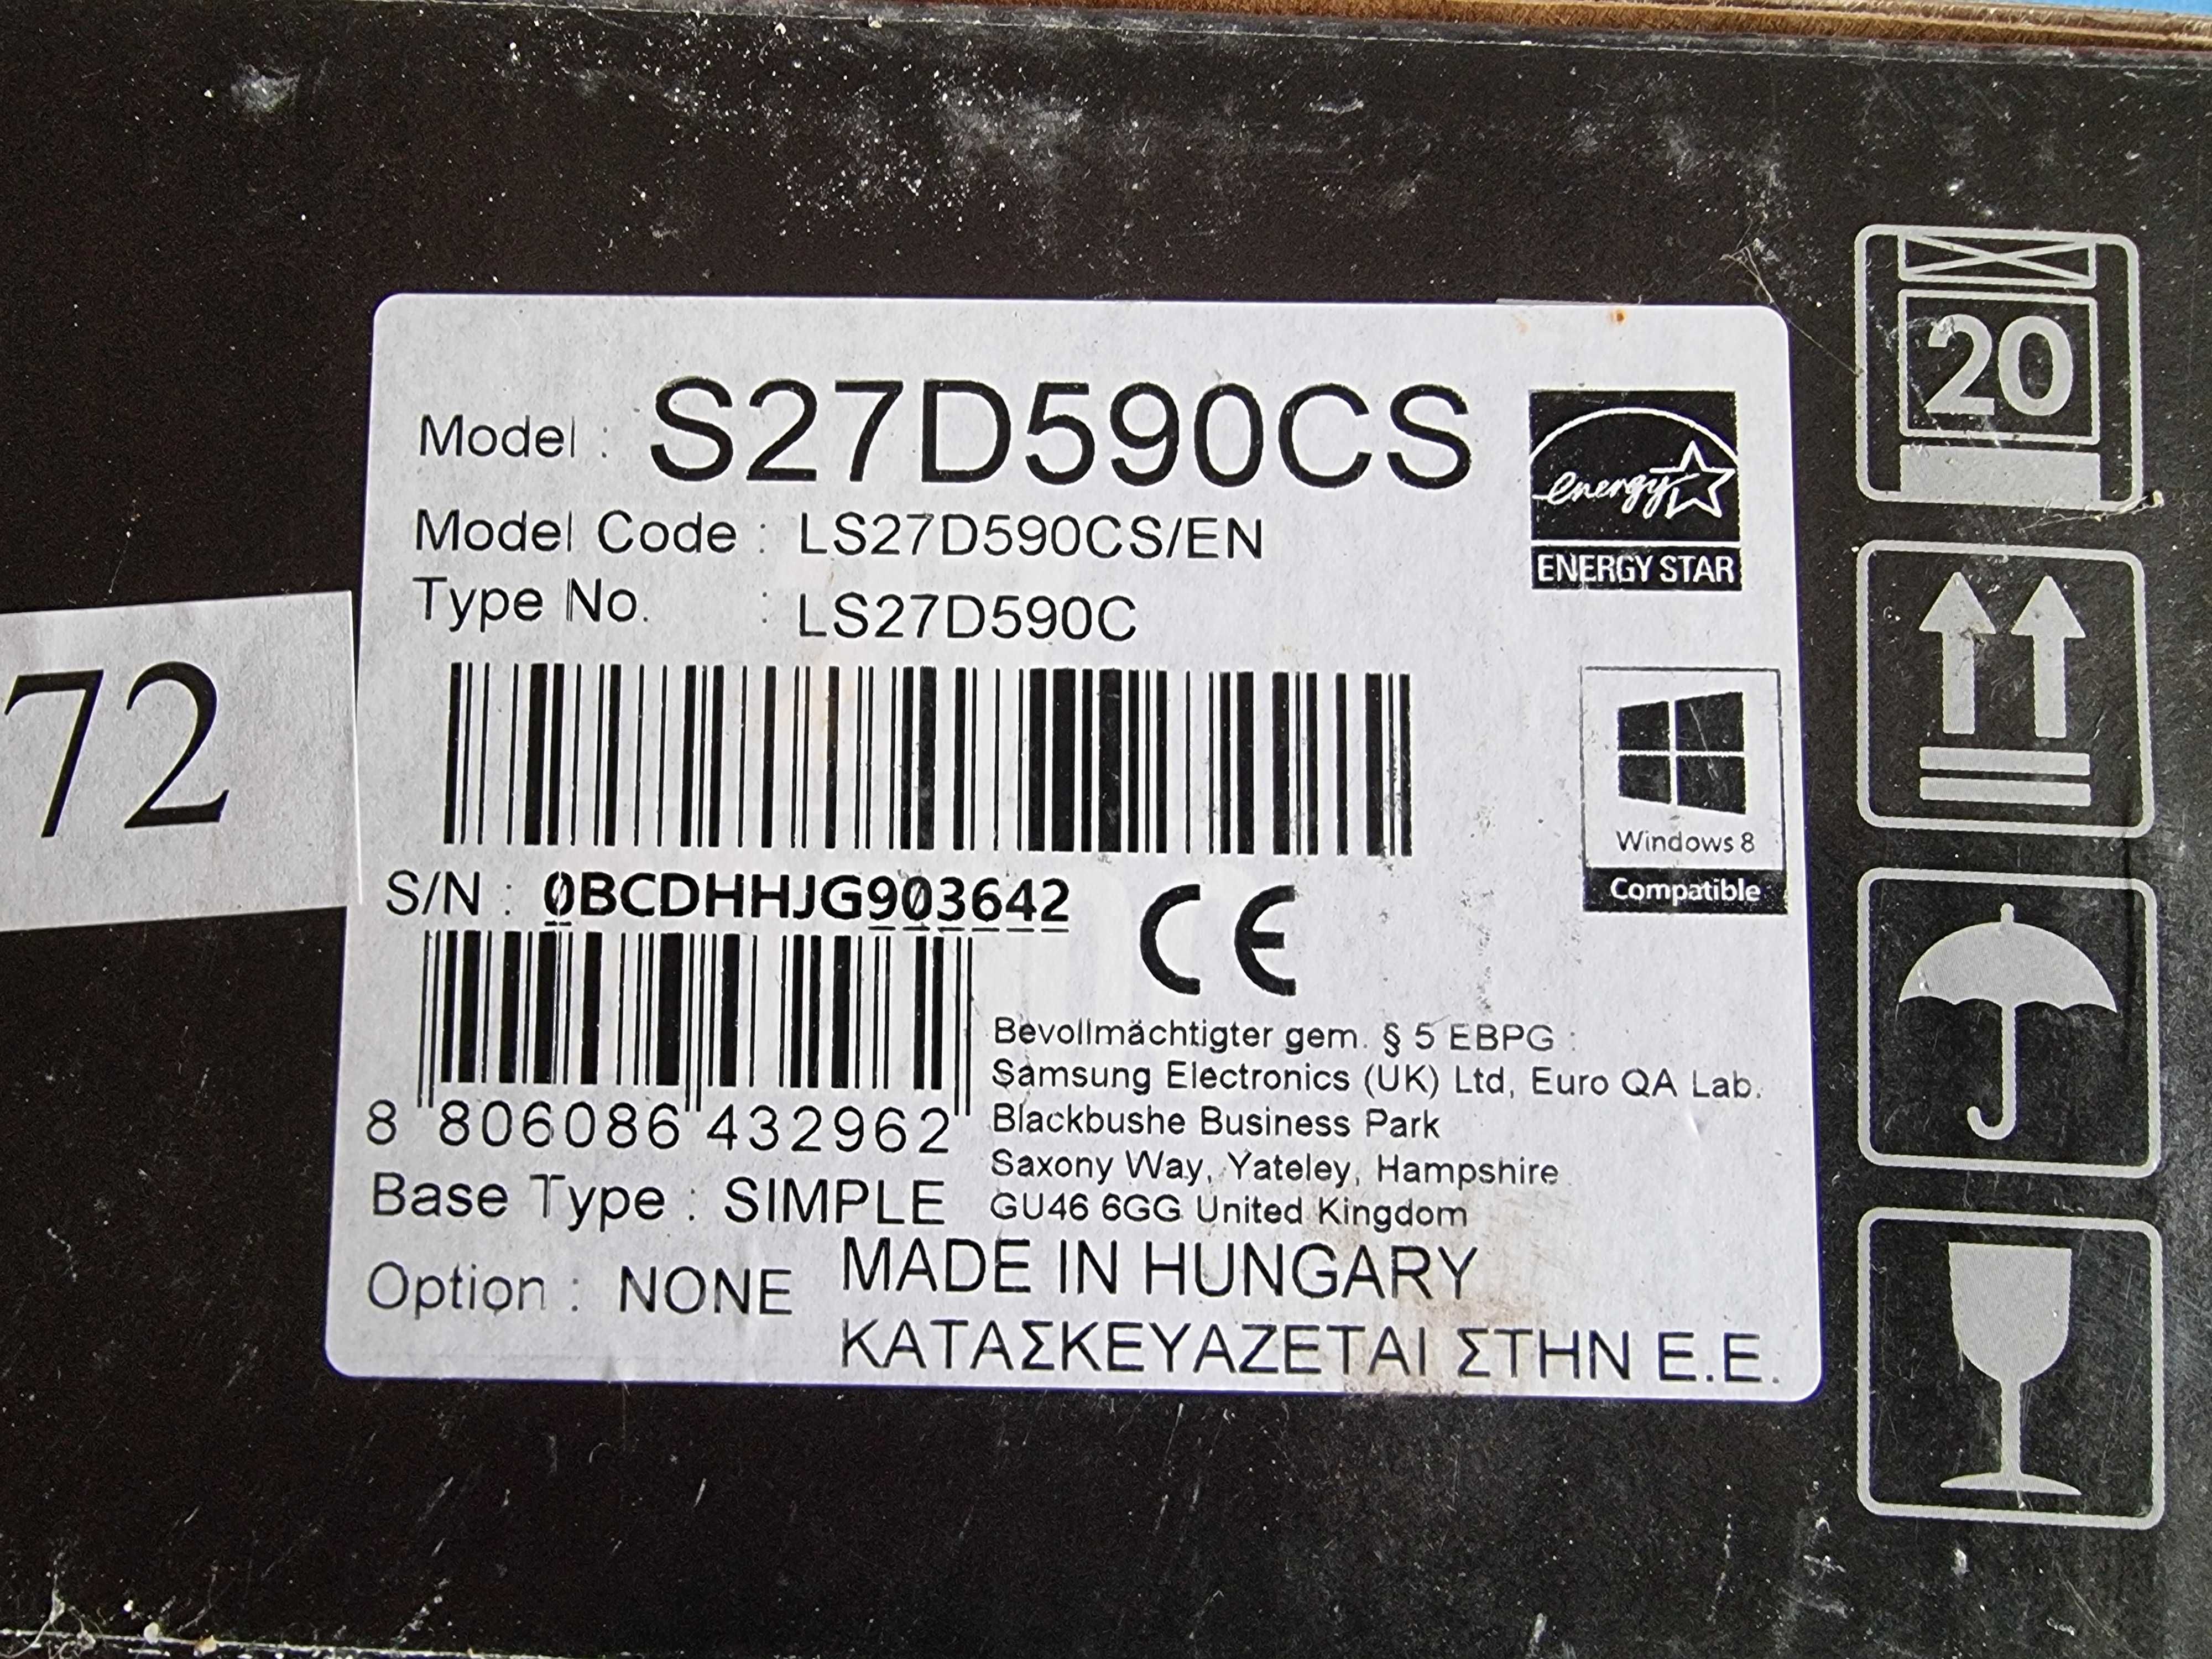 Model : S27D590CS
Model Code : LS27D590CS/EN
Type No. : LS27D590C
energy
ENERGY STAR
20
72
Windows 8
Compatible
S/N : 0BCDHHJG903642
CE
8 806086 432962
Bevollmächtigter gem. § 5 EBPG :
Samsung Electronics (UK) Ltd, Euro QA Lab.
Blackbushe Business Park
Saxony Way, Yateley, Hampshire
GU46 6GG United Kingdom
Base Type : SIMPLE
Option : NONE
MADE IN HUNGARY
ΚΑΤΑΣΚΕΥΑΖΕΤΑΙ ΣΤΗΝ Ε.Ε.